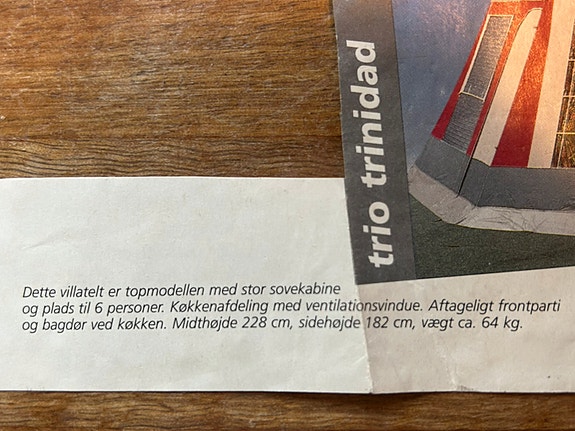 trio trinidad
Dette villatelt er topmodellen med stor sovekabine
og plads til 6 personer. Køkkenafdeling med ventilationsvindue. Aftageligt frontparti
og bagdør ved køkken. Midthøjde 228 cm, sidehøjde 182 cm, vægt ca. 64 kg.